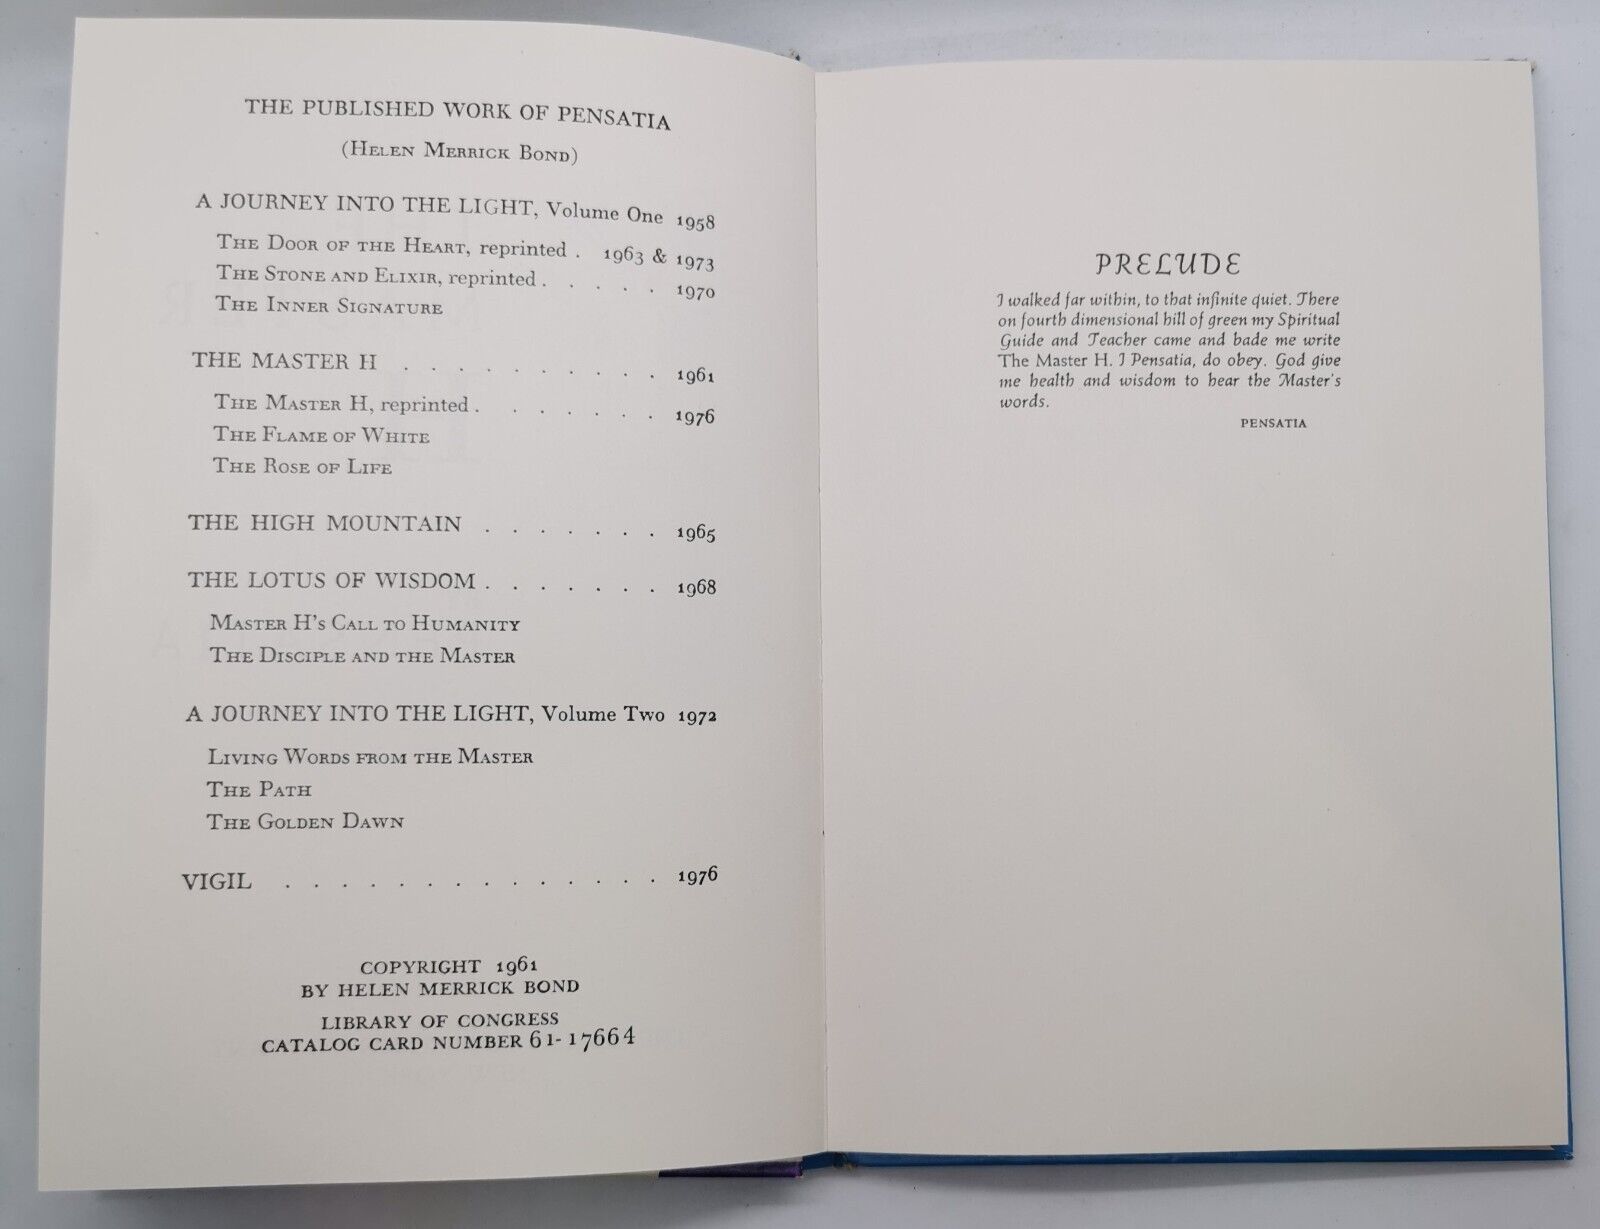 THE PUBLISHED WORK OF PENSATIA
(Helen Merrick Bond)
A JOURNEY INTO THE LIGHT, Volume One 1958
The Door of the Heart, reprinted . 1963 & 1973
The Stone and Elixir, reprinted . . . . . 1970
The Inner Signature
THE MASTER H . . . . . . . . . . 1961
The Master H, reprinted . . . . . . . 1976
The Flame of White
The Rose of Life
THE HIGH MOUNTAIN . . . . . . . 1965
THE LOTUS OF WISDOM . . . . . . . 1968
Master H's Call to Humanity
The Disciple and the Master
A JOURNEY INTO THE LIGHT, Volume Two 1972
Living Words from the Master
The Path
The Golden Dawn
VIGIL . . . . . . . . . . . . . . 1976
COPYRIGHT 1961
BY HELEN MERRICK BOND
LIBRARY OF CONGRESS
CATALOG CARD NUMBER 61-17664
PRELUDE
I walked far within, to that infinite quiet. There
on fourth dimensional hill of green my Spiritual
Guide and Teacher came and bade me write
The Master H. I Pensatia, do obey. God give
me health and wisdom to hear the Master's
words.
PENSATIA